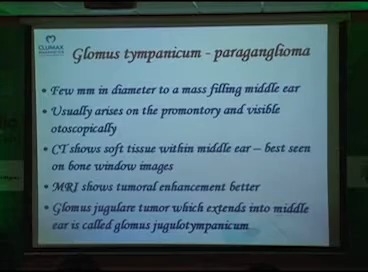 CLUMAX
Glomus tympanicum - paraganglioma
• Few mm in diameter to a mass filling middle ear
• Usually arises on the promontory and visible
otoscopically
• CT shows soft tissue within middle ear – best seen
on bone window images
• MRI shows tumoral enhancement better
• Glomus jugulare tumor which extends into middle
ear is called glomus jugulotympanicum